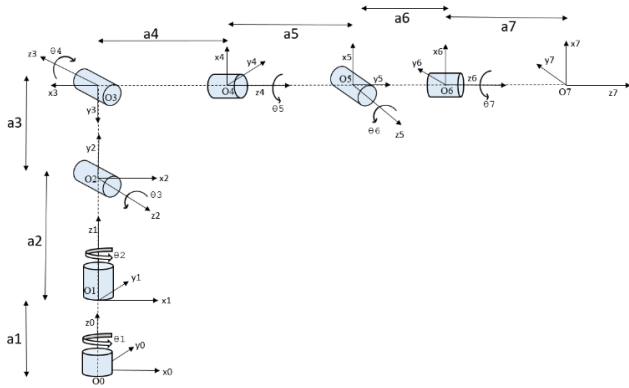 a6
a4 a5 a7
z3 θ4 x4 y4 x5 x6 x7
y6 y7
O5 y5
x3 O3 O4 z4 O6 z6 O7 z7
θ5 θ7
y3 θ6 z5
a3
y2
O2 x2
θ3
z2
a2 z1
θ2
O1 y1
x1
z0
a1 θ1 y0
x0
O0